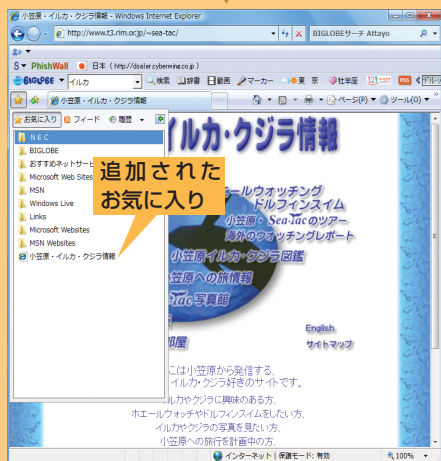 小笠原・イルカ・クジラ情報 - Windows Internet Explorer
http://www.t3.rim.or.jp/~sea-tac/
BIGLOBEサーチ Attayo
S PhishWall 日本 ( http://dsaler.cyberwing.co.jp )
BIGLOBE イルカ 検索 辞書 動画 マーカー 東 京 牡羊座 RSS
小笠原・イルカ・クジラ情報 ページ(P) ツール(O)
お気に入り フィード 履歴
NEC
BIGLOBE
おすすめネットサー
Microsoft Web Sites
MSN
Windows Live
Links
Microsoft Websites
MSN Websites
小笠原・イルカ・クジラ情報
追加された
お気に入り
イルカ・クジラ情報
ールウォッチング
ドルフィンスイム
小笠原・Sea-Tacのツアー
海外のウオッチングレポート
小笠原イルカ・クジラ図鑑
笠原への旅情報
写真館
部屋
English
サイトマップ
こは小笠原から発信する、
イルカ・クジラ好きのサイトです。
ルカやクジラに興味のある方、
ホエールウォッチやドルフィンスイムをしたい方、
イルカやクジラの写真を見たい方、
小笠原への旅行を計画中の方、
インターネット | 保護モード: 有効 100%